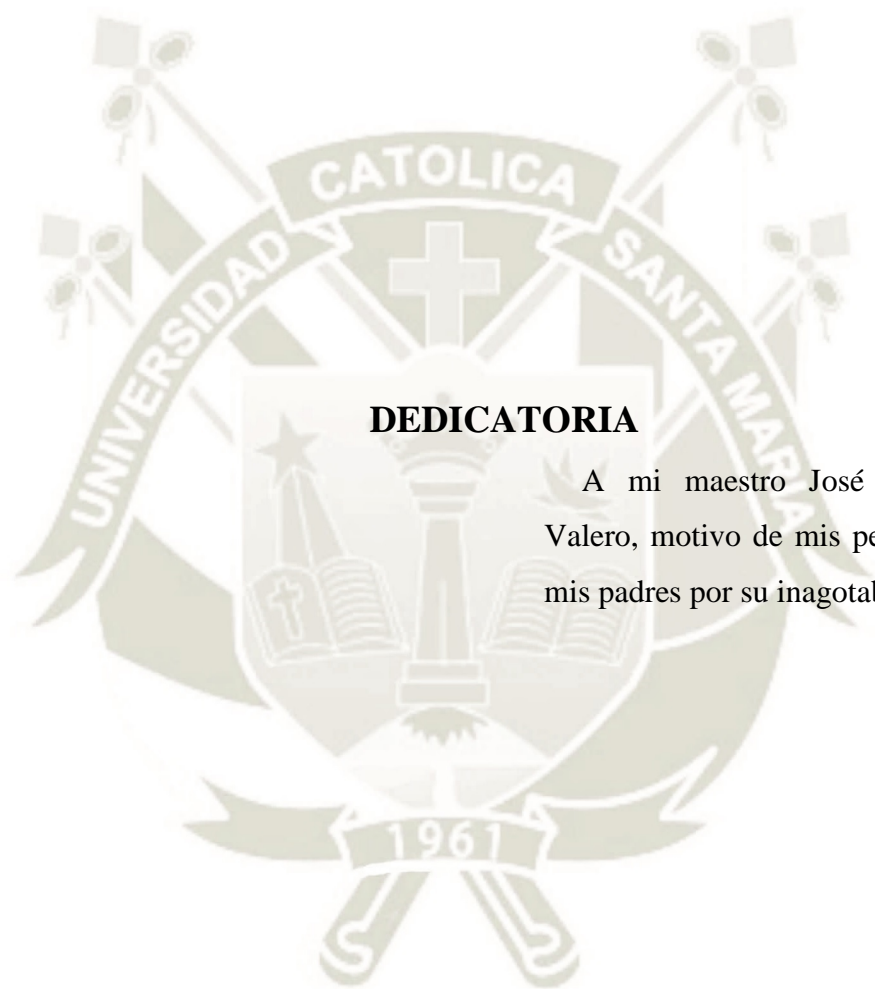 CATOLICA
UNIVERSIDAD
SANTA MARIA
DEDICATORIA
A mi maestro José
Valero, motivo de mis pe
mis padres por su inagotab
1961